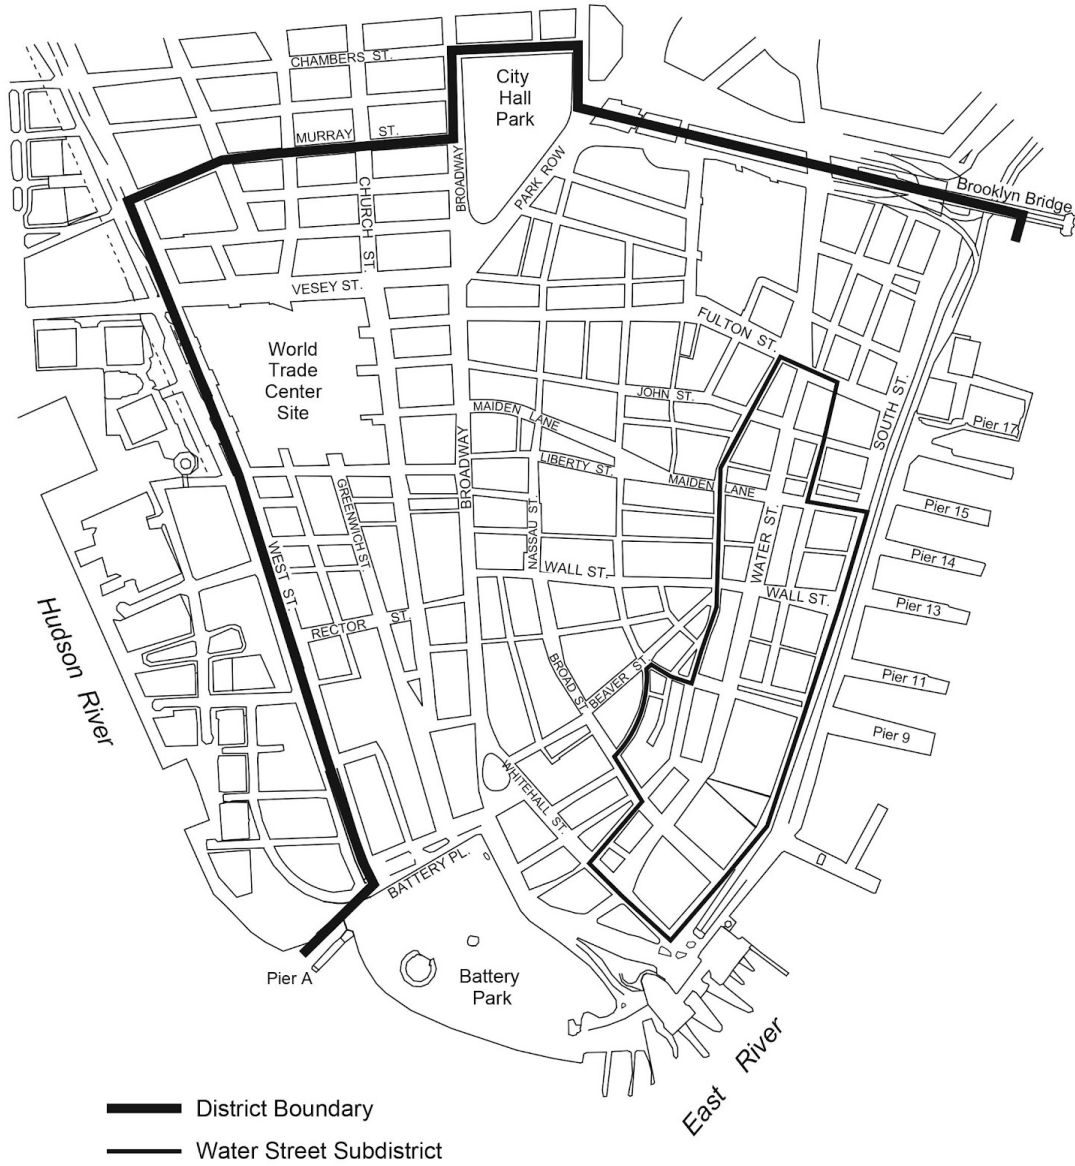 CHAMBERS ST.
City
Hall
Park
MURRAY ST.
BROADWAY
PARK ROW
Brooklyn Bridge
CHURCH ST.
VESEY ST.
FULTON ST.
World
Trade
Center
Site
JOHN ST.
SOUTH ST.
MAIDEN LANE
Pier 17
BROADWAY
LIBERTY ST.
MAIDEN LANE
GREENWICH ST.
NASSAU ST.
WATER ST.
Pier 15
WEST ST.
WALL ST.
Pier 14
WALL ST.
Pier 13
Hudson River
RECTOR ST.
BROAD ST.
BEAVER ST.
Pier 11
Pier 9
WHITEHALL ST.
BATTERY PL.
Pier A
Battery
Park
East River
District Boundary
Water Street Subdistrict